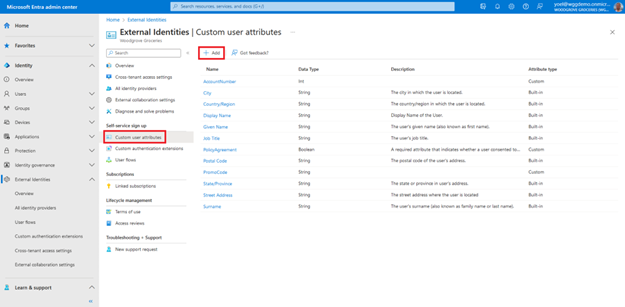 Microsoft Entra admin center
Search resources, services, and docs (G+/)
Home
Favorites
Identity
Overview
Users
Groups
Devices
Applications
Protection
Identity governance
External Identities
Overview
All identity providers
User flows
Custom authentication extensions
Cross-tenant access settings
External collaboration settings
Learn & support
Home > External Identities >
External Identities | Custom user attributes ...
WOODGROVE GROCERIES
Search
Overview
Cross-tenant access settings
All identity providers
External collaboration settings
Diagnose and solve problems
Self-service sign up
Custom user attributes
Custom authentication extensions
User flows
Subscriptions
Linked subscriptions
Lifecycle management
Terms of use
Access reviews
Troubleshooting + Support
New support request
Add Got feedback?
Name Data Type Description Attribute type
AccountNumber Int Custom
City String The city in which the user is located. Built-in
Country/Region String The country/region in which the user is located. Built-in
Display Name String Display Name of the User. Built-in
Given Name String The user's given name (also known as first name). Built-in
Job Title String The user's job title. Built-in
PolicyAgreement Boolean A required attribute that indicates whether a user consented to... Custom
Postal Code String The postal code of the user's address. Built-in
PromoCode String Custom
State/Province String The state or province in user's address. Built-in
Street Address String The street address where the user is located Built-in
Surname String The user's surname (also known as family name or last name). Built-in